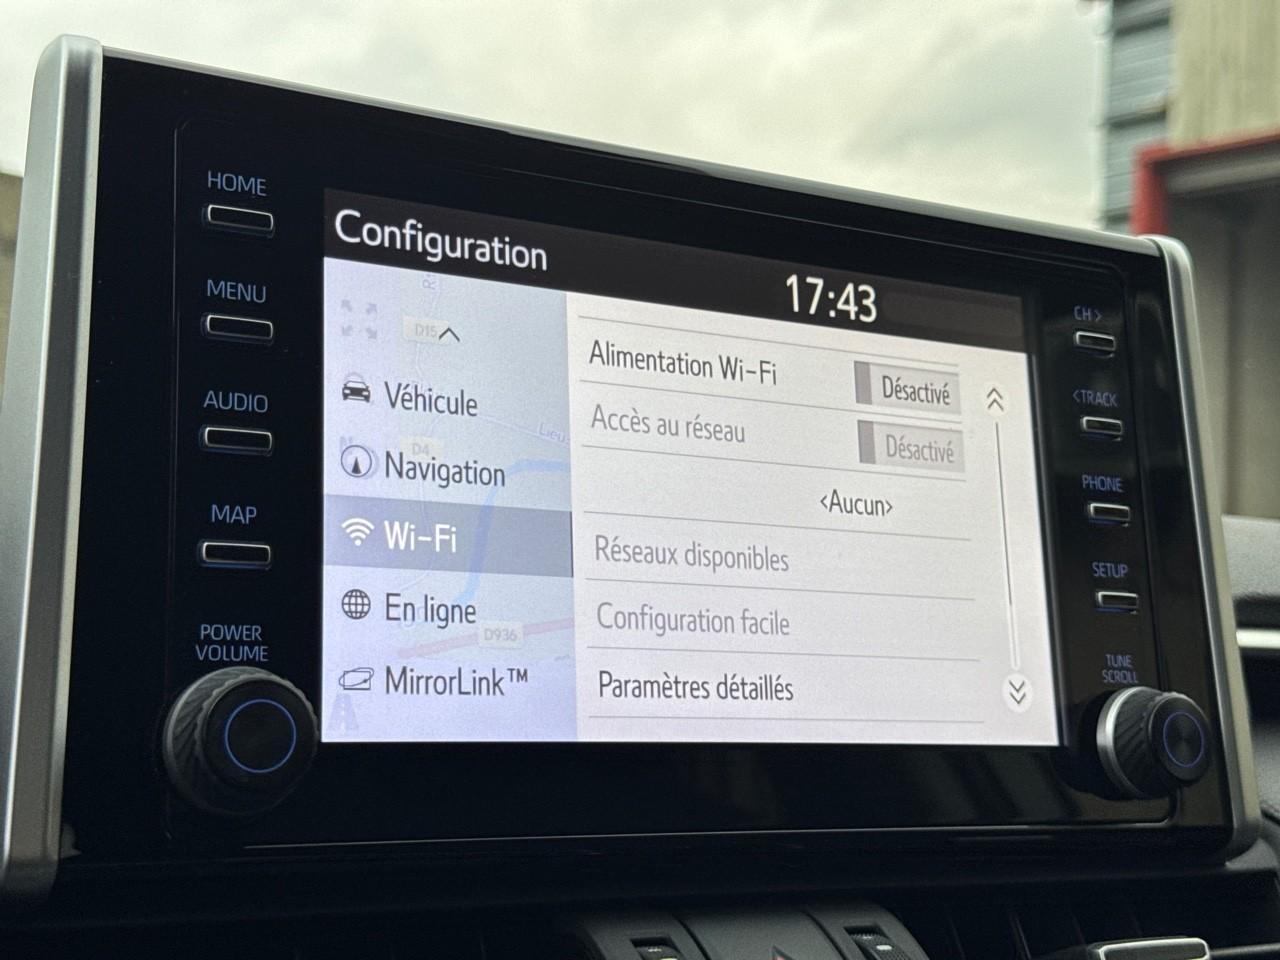 HOME
MENU
AUDIO
MAP
POWER
VOLUME
Configuration
17:43
D15
Véhicule
D4
Lieu-
Navigation
Wi-Fi
En ligne
D936
MirrorLink™
Alimentation Wi-Fi
Désactivé
Accès au réseau
Désactivé
<Aucun>
Réseaux disponibles
Configuration facile
Paramètres détaillés
CH >
<TRACK
PHONE
SETUP
TUNE
SCROLL